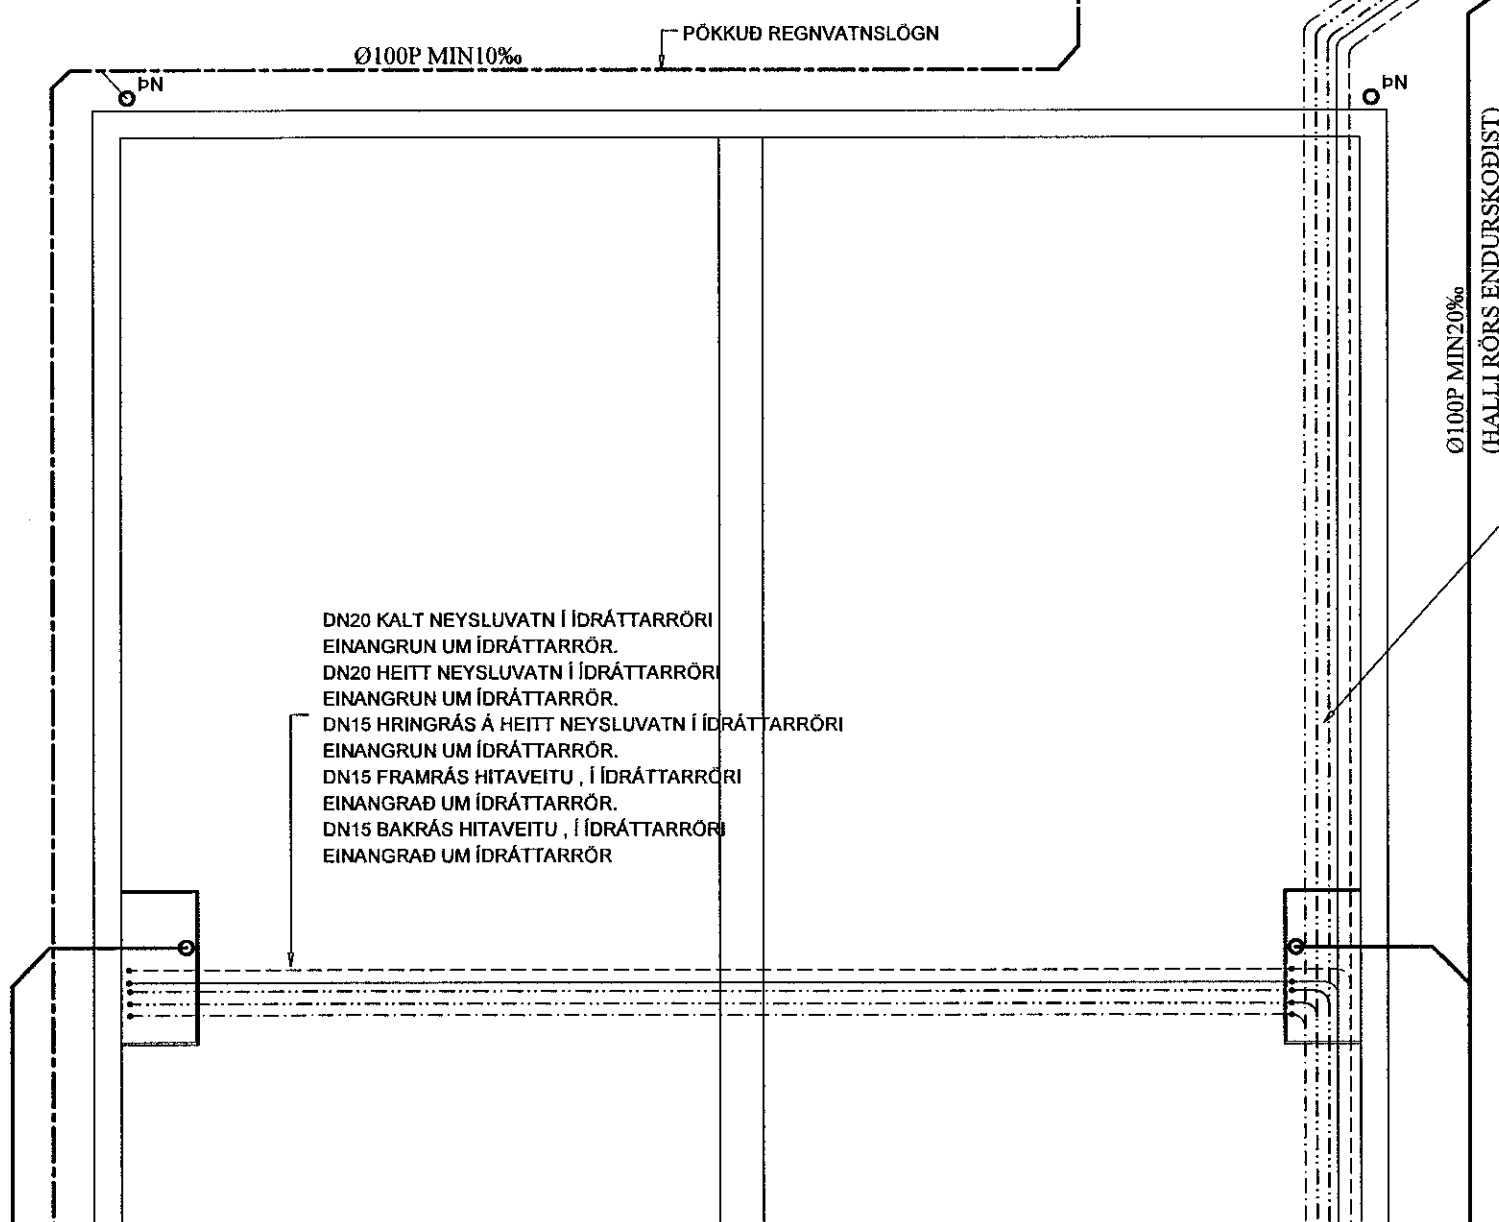 PÖKKUÐ REGNVATNSLÖGN
Ø100P MIN10‰
ÞN
ÞN
Ø100P MIN20‰
(HALLI RÖRS ENDURSKOÐIST)
DN20 KALT NEYSLUVATN Í ÍDRÁTTARRÖRI
EINANGRUN UM ÍDRÁTTARRÖR.
DN20 HEITT NEYSLUVATN Í ÍDRÁTTARRÖRI
EINANGRUN UM ÍDRÁTTARRÖR.
DN15 HRINGRÁS Á HEITT NEYSLUVATN Í ÍDRÁTTARRÖRI
EINANGRUN UM ÍDRÁTTARRÖR.
DN15 FRAMRÁS HITAVEITU , Í ÍDRÁTTARRÖRI
EINANGRAÐ UM ÍDRÁTTARRÖR.
DN15 BAKRÁS HITAVEITU , Í ÍDRÁTTARRÖRI
EINANGRAÐ UM ÍDRÁTTARRÖR